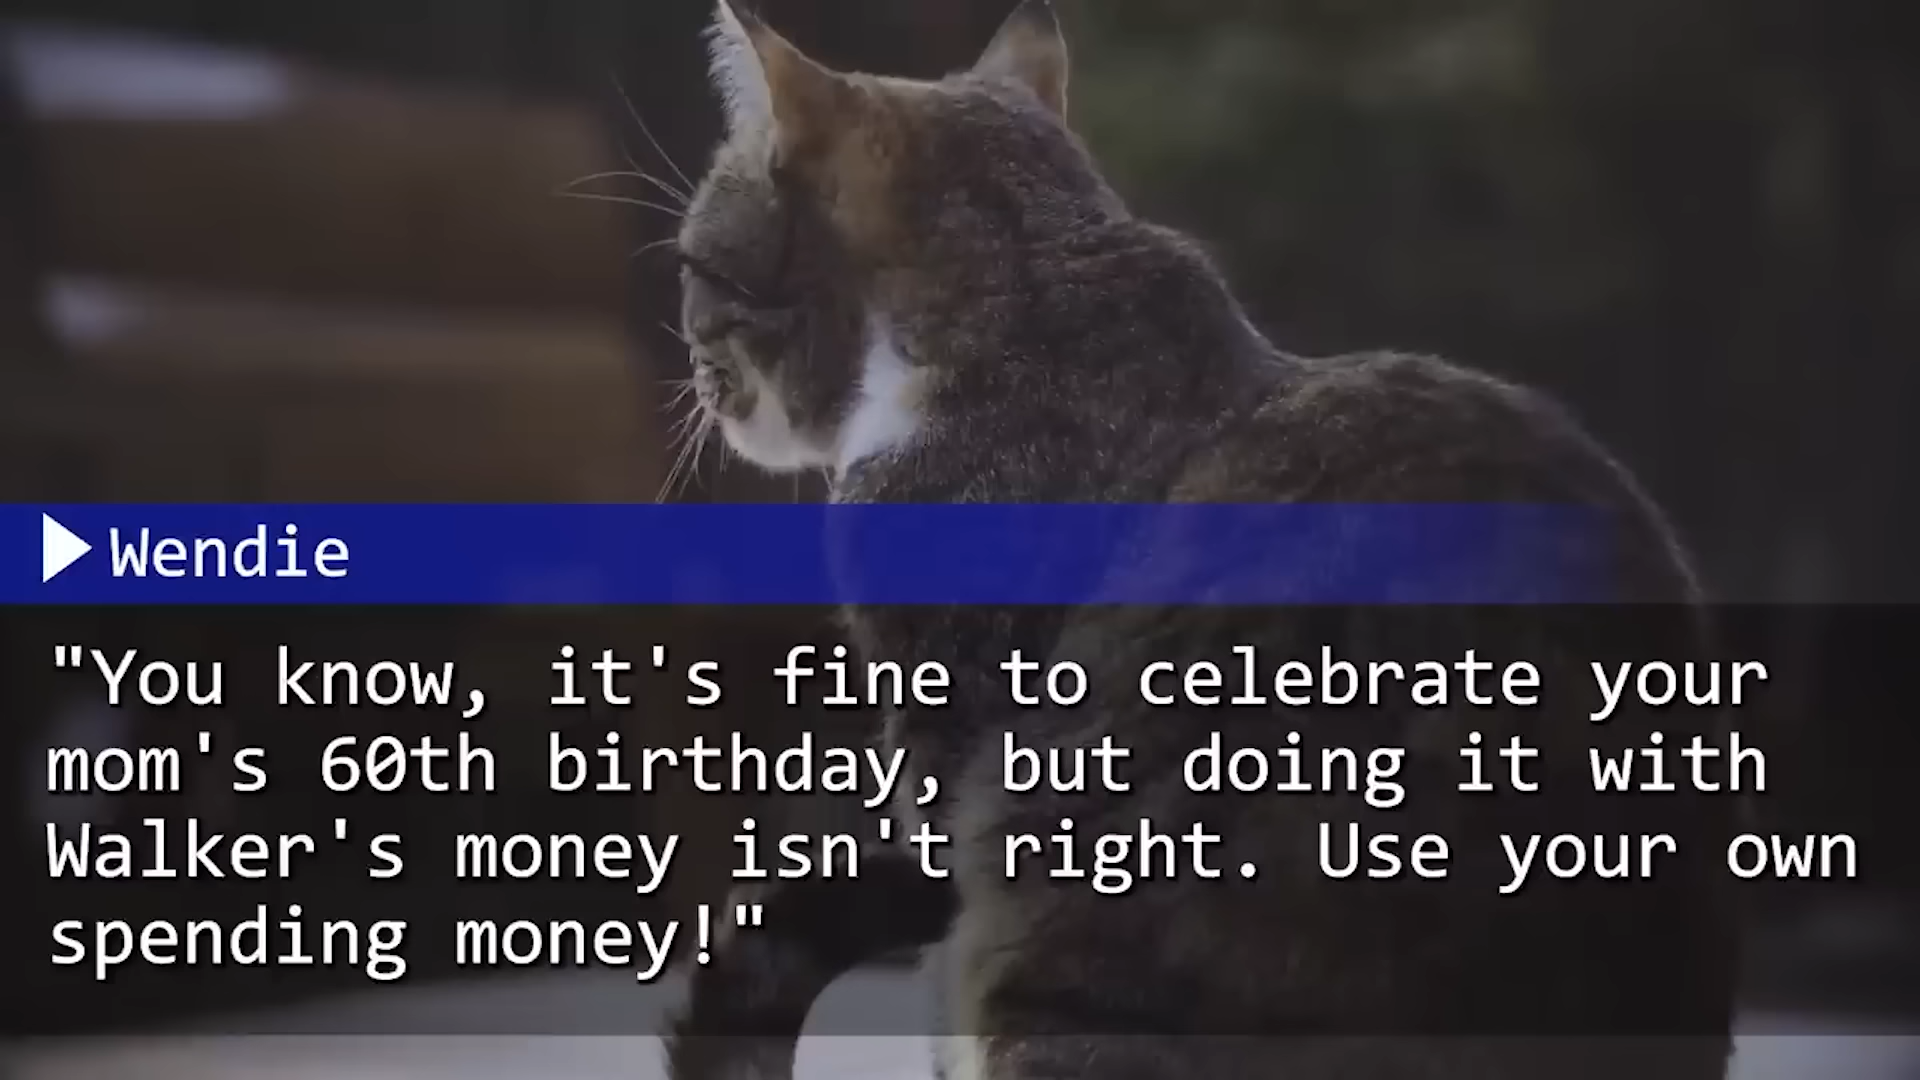 Wendie
"You know, it's fine to celebrate your
mom's 60th birthday, but doing it with
Walker's money isn't right. Use your own
spending money!"